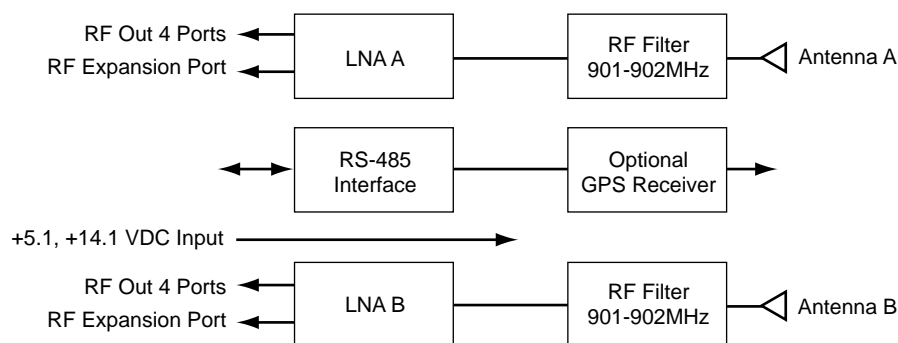 RF Out 4 Ports
RF Expansion Port
LNA A
RF Filter
901-902MHz
Antenna A
RS-485
Interface
Optional
GPS Receiver
+5.1, +14.1 VDC Input
RF Out 4 Ports
RF Expansion Port
LNA B
RF Filter
901-902MHz
Antenna B